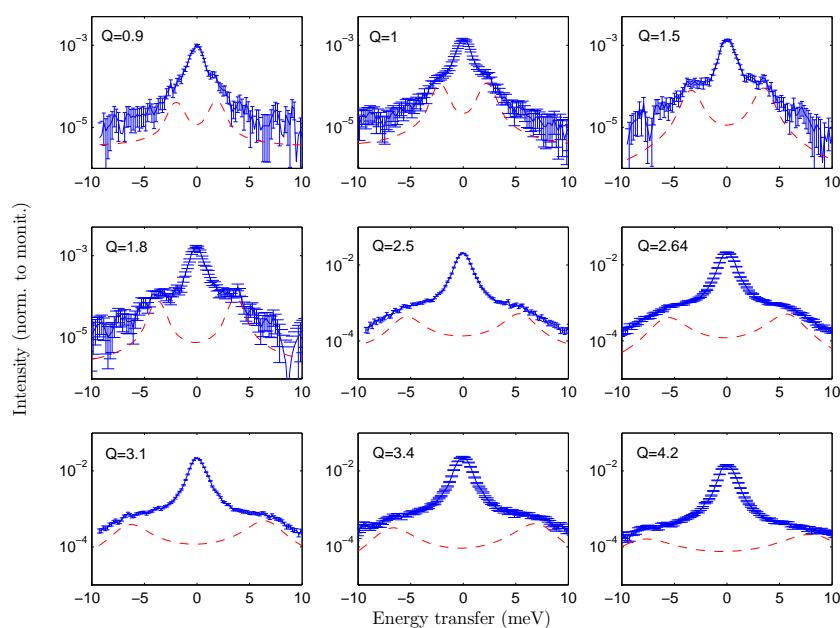 Q=0.9
10⁻³
10⁻⁵
−10 −5 0 5 10
Q=1
10⁻³
10⁻⁵
−10 −5 0 5 10
Q=1.5
10⁻³
10⁻⁵
−10 −5 0 5 10
Q=1.8
10⁻³
10⁻⁵
−10 −5 0 5 10
Q=2.5
10⁻²
10⁻⁴
−10 −5 0 5 10
Q=2.64
10⁻²
10⁻⁴
−10 −5 0 5 10
Q=3.1
10⁻²
10⁻⁴
−10 −5 0 5 10
Q=3.4
10⁻²
10⁻⁴
−10 −5 0 5 10
Q=4.2
10⁻²
10⁻⁴
−10 −5 0 5 10
Intensity (norm. to monit.)
Energy transfer (meV)